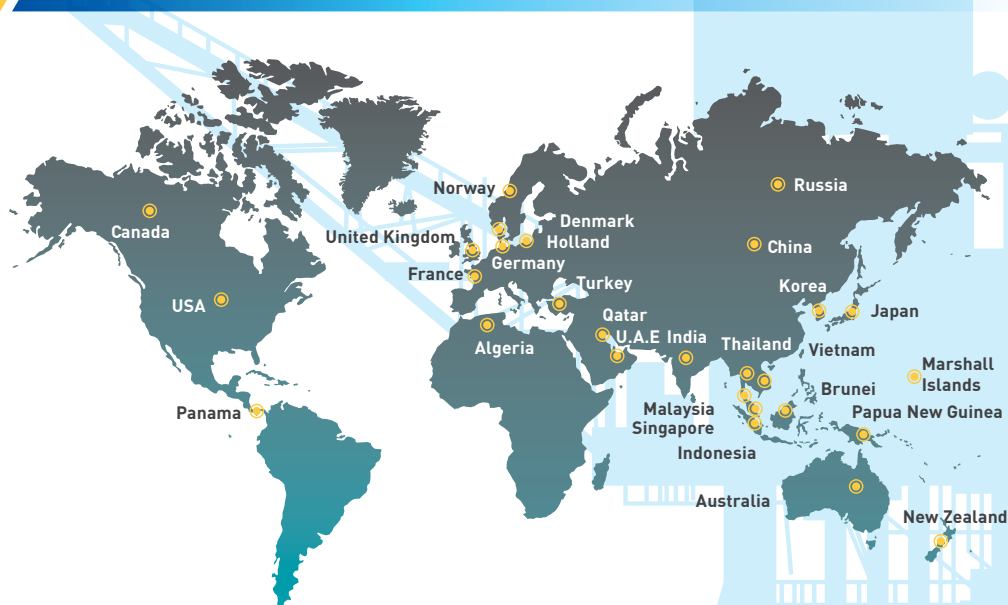 Norway
Russia
Canada
Denmark
United Kingdom
Holland
China
Germany
France
Turkey
Korea
USA
Japan
Qatar
U.A.E
India
Thailand
Algeria
Vietnam
Marshall
Islands
Brunei
Panama
Malaysia
Papua New Guinea
Singapore
Indonesia
Australia
New Zealand